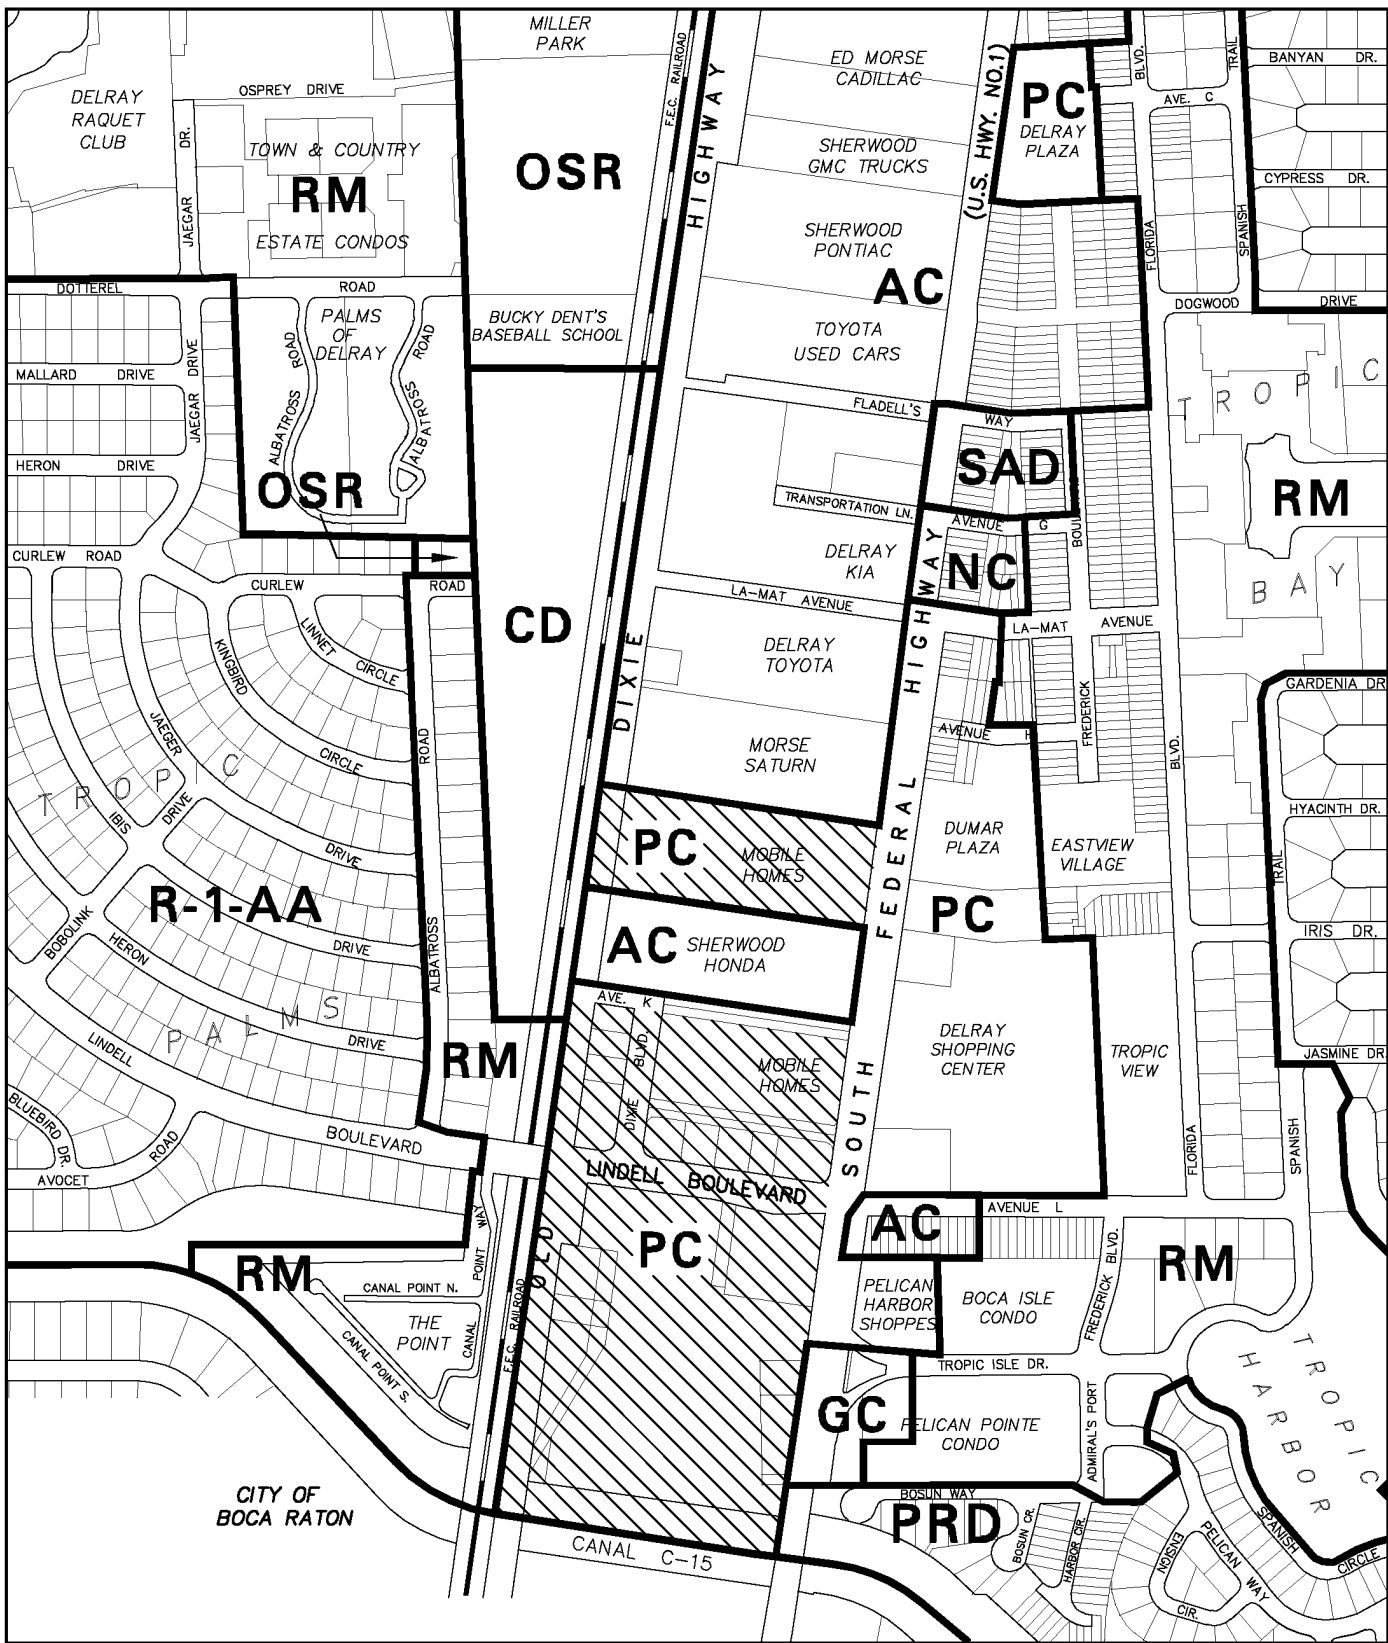 MILLER
PARK
F.E.C. RAILROAD
HIGHWAY
ED MORSE
CADILLAC
(U.S. HWY. NO.1)
PC
DELRAY
PLAZA
BLVD.
TRAIL
BANYAN DR.
AVE. C
DELRAY
RAQUET
CLUB
OSPREY DRIVE
JAEGAR DR.
TOWN & COUNTRY
RM
ESTATE CONDOS
OSR
SHERWOOD
GMC TRUCKS
CYPRESS DR.
SHERWOOD
PONTIAC
AC
FLORIDA
SPANISH
DOTTEREL ROAD
DOGWOOD DRIVE
PALMS
OF
DELRAY
ALBATROSS ROAD
ALBATROSS ROAD
BUCKY DENT'S
BASEBALL SCHOOL
TOYOTA
USED CARS
MALLARD DRIVE
JAEGAR DRIVE
TROPIC
FLADELL'S WAY
HERON DRIVE
OSR
SAD
RM
TRANSPORTATION LN.
AVENUE G
CURLEW ROAD
DELRAY
KIA
NC
BAY
CURLEW ROAD
LA-MAT AVENUE
LA-MAT AVENUE
CD
LINNET CIRCLE
KINGBIRD CIRCLE
DIXIE
DELRAY
TOYOTA
GARDENIA DR.
JAEGER DRIVE
ROAD
FREDERICK
BLVD.
AVENUE H
MORSE
SATURN
TROPIC
IBIS
DRIVE
HYACINTH DR.
PC
MOBILE
HOMES
DUMAR
PLAZA
EASTVIEW
VILLAGE
TRAIL
R-1-AA
PC
BOBOLINK
HERON
DRIVE
ALBATROSS
SOUTH FEDERAL HIGHWAY
AC
SHERWOOD
HONDA
IRIS DR.
AVE. K
PALMS
DRIVE
LINDELL
RM
DIXIE BLVD.
MOBILE
HOMES
DELRAY
SHOPPING
CENTER
TROPIC
VIEW
JASMINE DR.
BLUEBIRD DR.
BOULEVARD
ROAD
AVOCET
LINDELL BOULEVARD
FLORIDA
SPANISH
AC
AVENUE L
CANAL POINT WAY
OLD
PC
RM
FREDERICK BLVD.
RM
CANAL POINT N.
F.E.C. RAILROAD
PELICAN
HARBOR
SHOPPES
BOCA ISLE
CONDO
THE
POINT
CANAL POINT S.
TROPIC ISLE DR.
TROPIC
HARBOR
GC
PELICAN POINTE
CONDO
ADMIRAL'S PORT
CITY OF
BOCA RATON
BOSUN WAY
PRD
BOSUN CR.
HARBOR CIR.
ENSIGN
CIR.
PELICAN WAY
SPANISH
CIRCLE
CANAL C-15